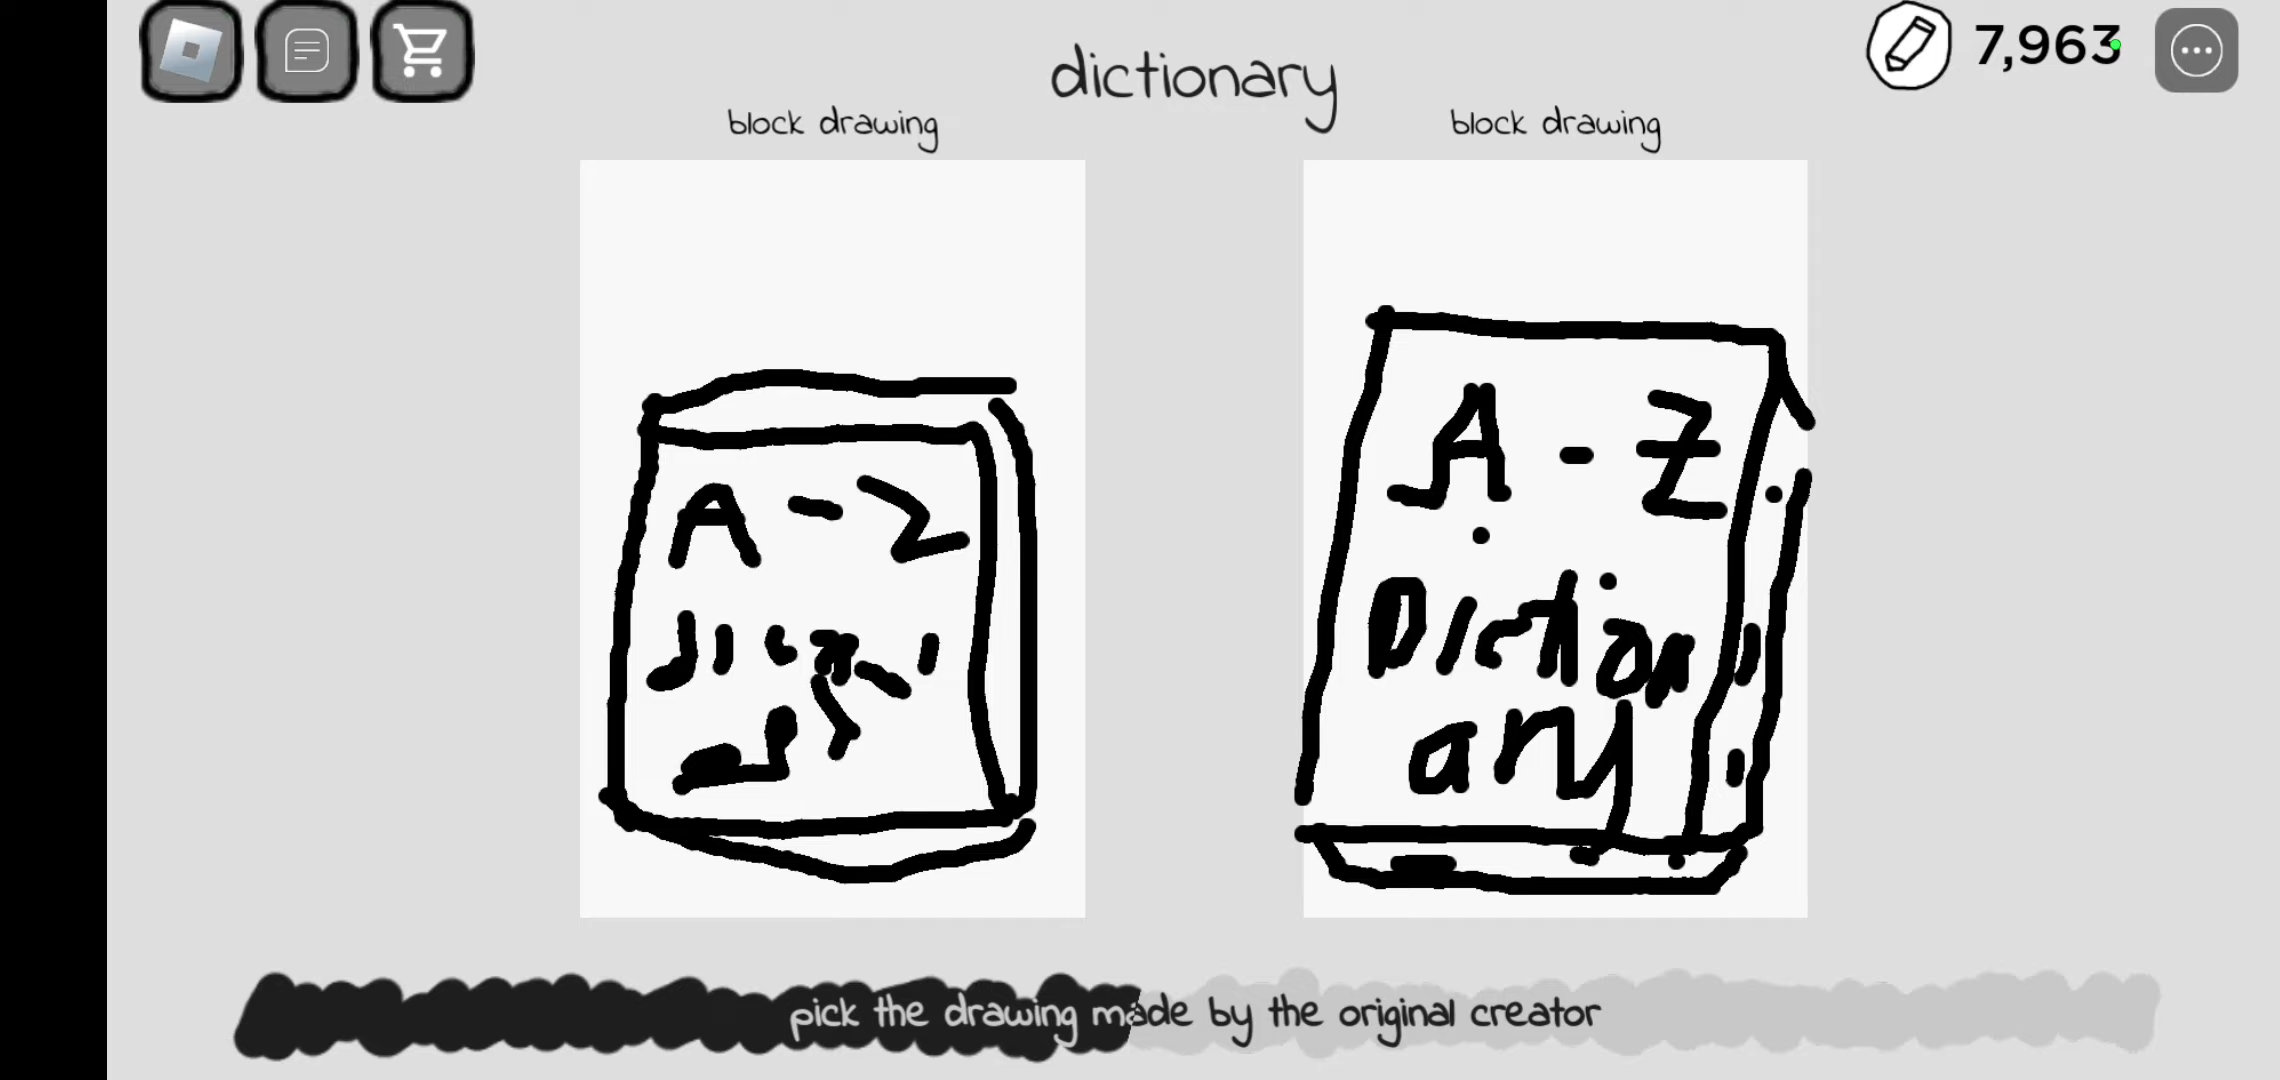 dictionary
7,963
block drawing
block drawing
A - Z
A - Z
Diction
ary
pick the drawing made by the original creator